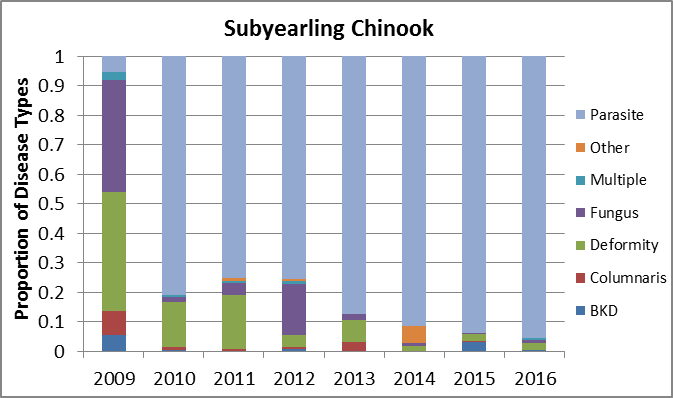 Subyearling Chinook
Proportion of Disease Types
1
0.9
0.8
0.7
0.6
0.5
0.4
0.3
0.2
0.1
0
2009 2010 2011 2012 2013 2014 2015 2016
Parasite
Other
Multiple
Fungus
Deformity
Columnaris
BKD